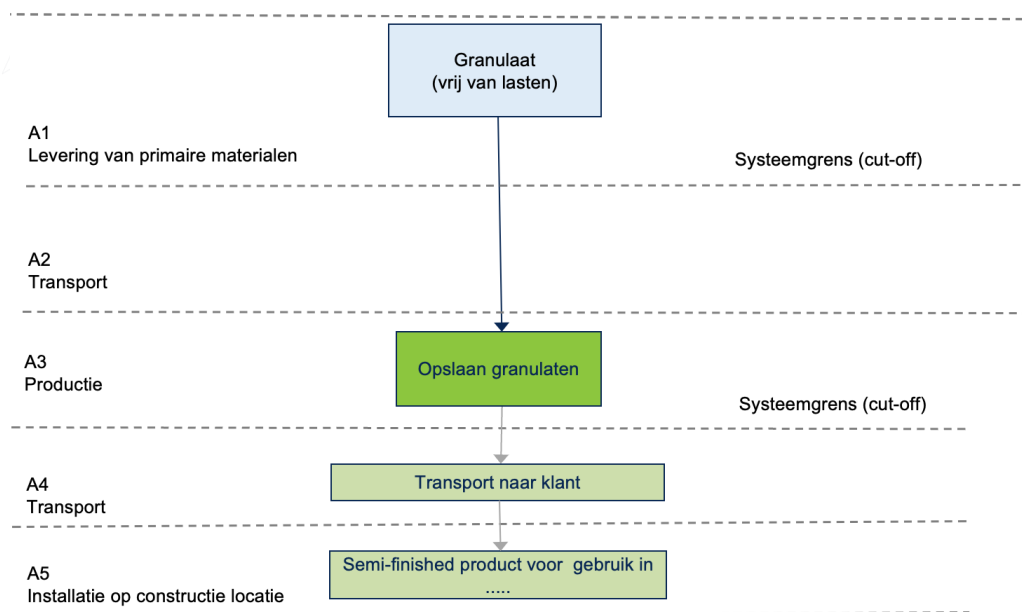 Granulaat
(vrij van lasten)
A1
Levering van primaire materialen
Systeemgrens (cut-off)
A2
Transport
A3
Productie
Opslaan granulaten
Systeemgrens (cut-off)
A4
Transport
Transport naar klant
A5
Installatie op constructie locatie
Semi-finished product voor gebruik in
.....